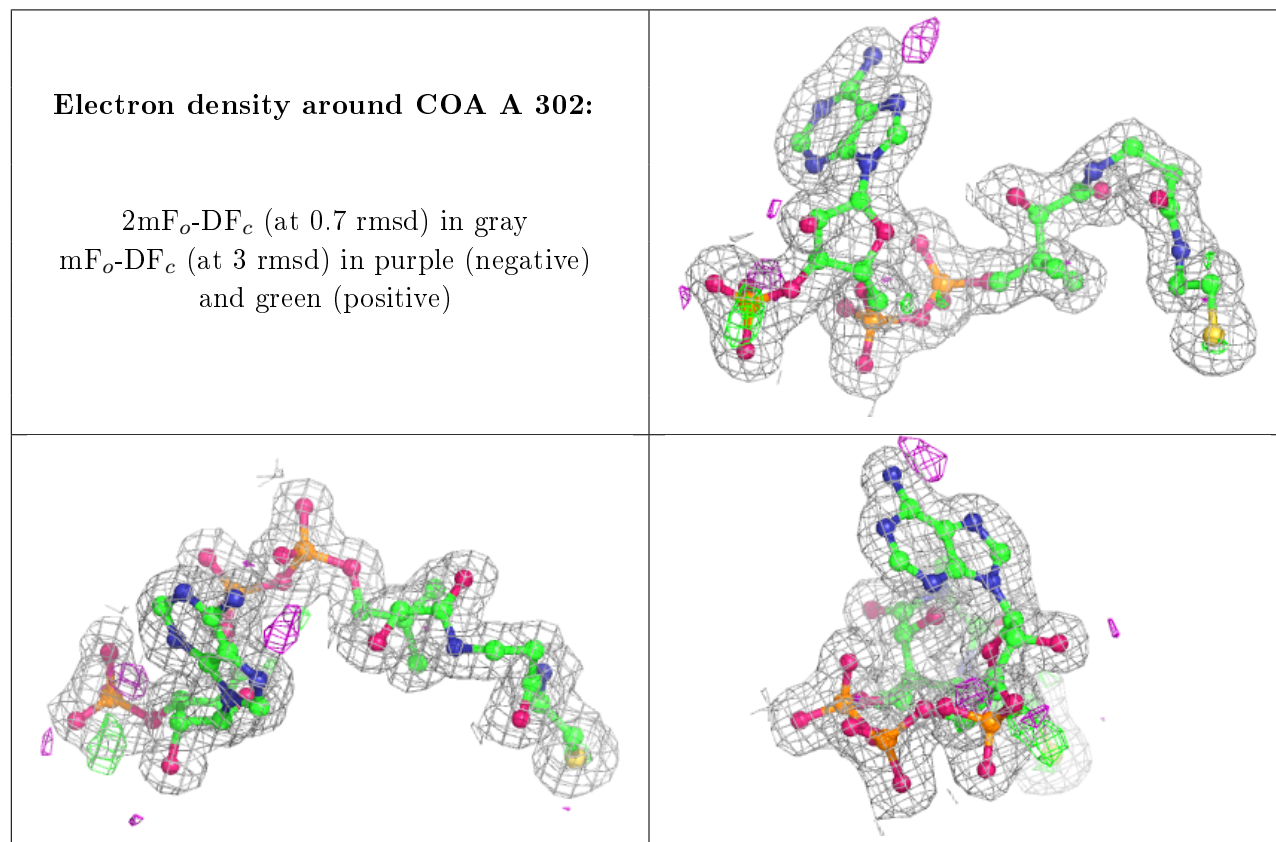 Electron density around COA A 302:
2mFo-DFc (at 0.7 rmsd) in gray
mFo-DFc (at 3 rmsd) in purple (negative)
and green (positive)